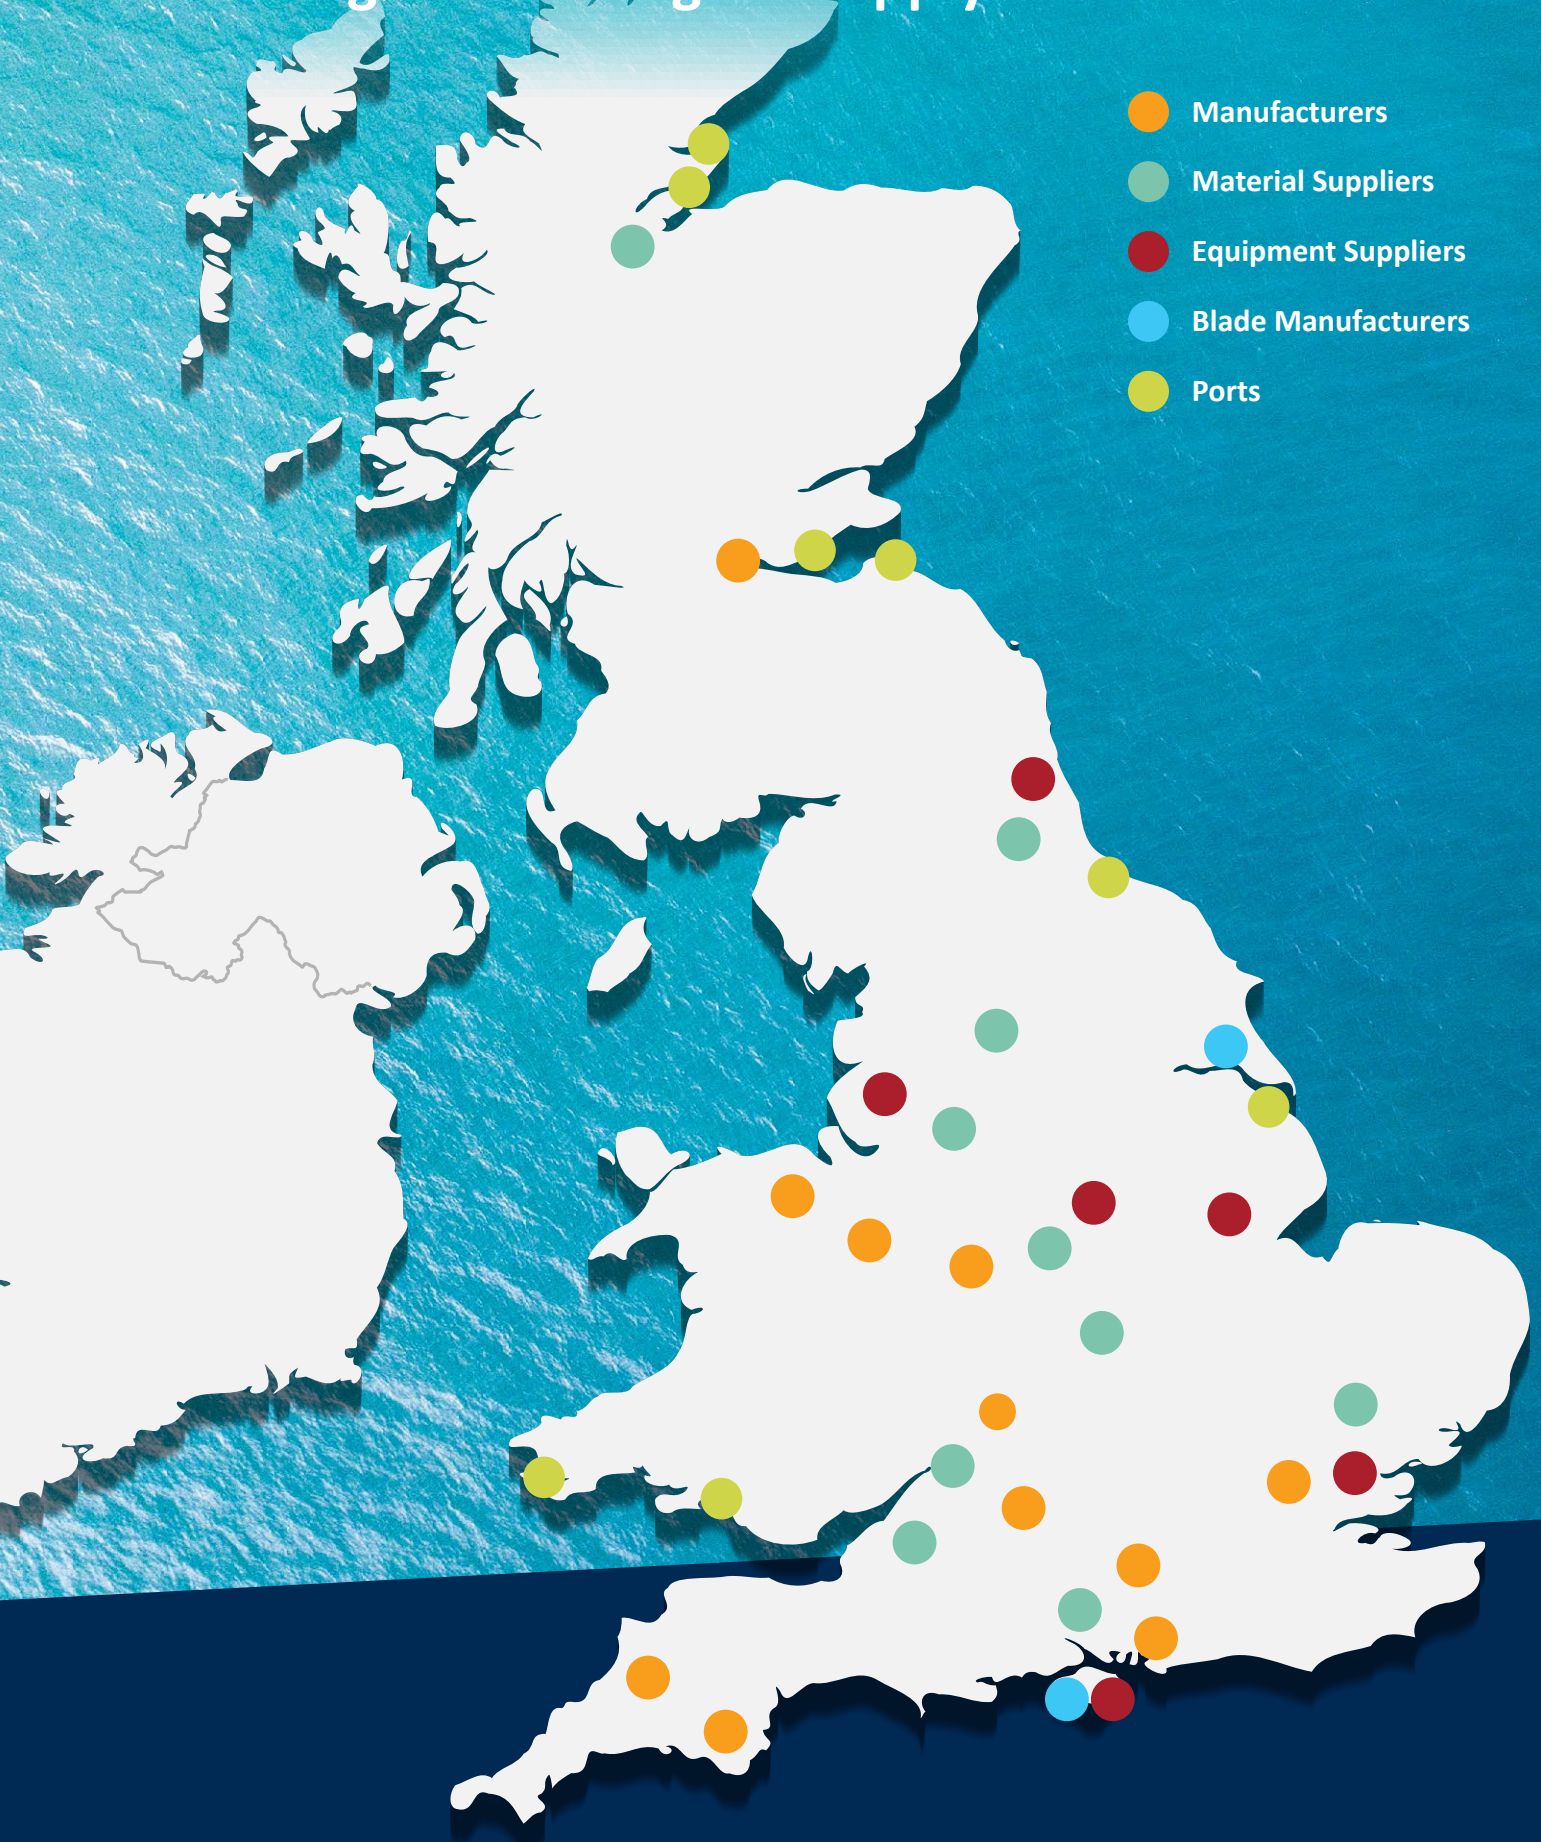 Manufacturers
Material Suppliers
Equipment Suppliers
Blade Manufacturers
Ports